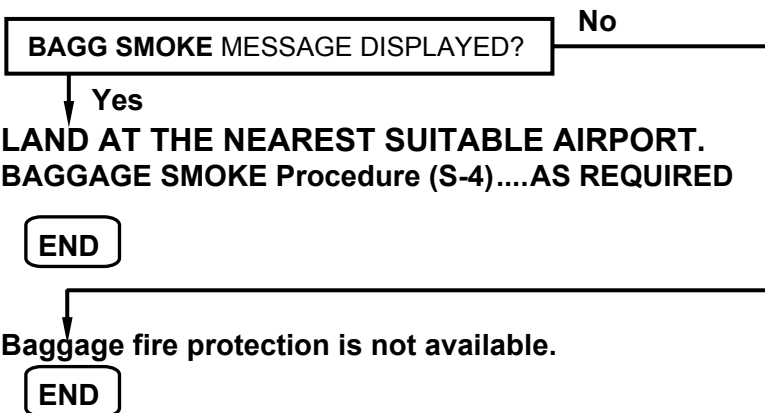 No
BAGG SMOKE MESSAGE DISPLAYED?
Yes
LAND AT THE NEAREST SUITABLE AIRPORT.
BAGGAGE SMOKE Procedure (S-4)....AS REQUIRED
END
Baggage fire protection is not available.
END